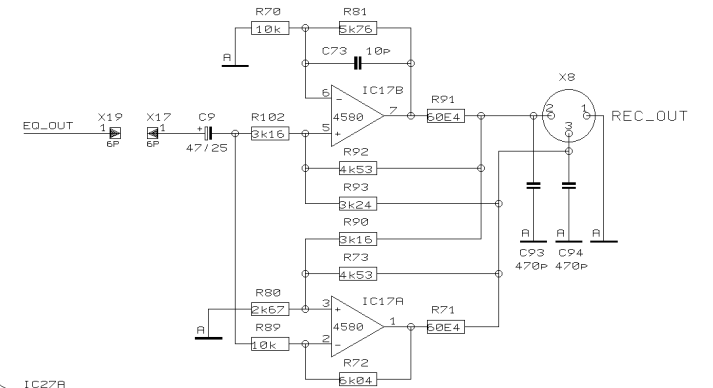 R70
10k
R81
5k76
C73 10p
A
X8
IC17B
6
-
4580
7
5
+
R91
60E4
2
1
3
REC_OUT
EQ_OUT
X19
1
6P
X17
1
6P
C9
+
47/25
R102
3k16
R92
4k53
R93
3k24
R90
3k16
R73
4k53
A
A
A
C93
470p
C94
470p
R80
2k67
A
R89
10k
IC17A
3
+
4580
1
2
-
R71
60E4
R72
6k04
IC27A